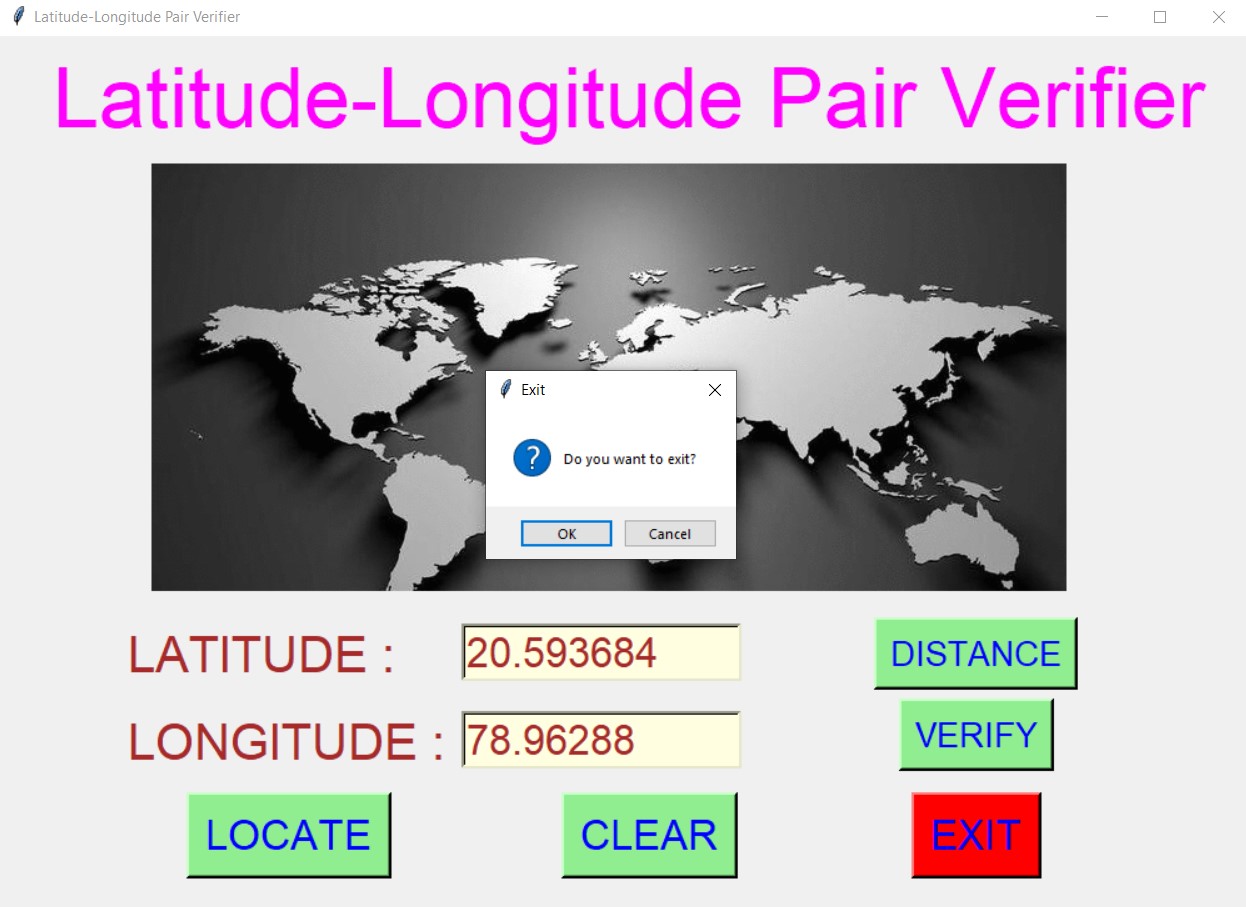 Latitude-Longitude Pair Verifier
Latitude-Longitude Pair Verifier
Exit
? Do you want to exit?
OK Cancel
LATITUDE : 20.593684 DISTANCE
LONGITUDE : 78.96288 VERIFY
LOCATE CLEAR EXIT